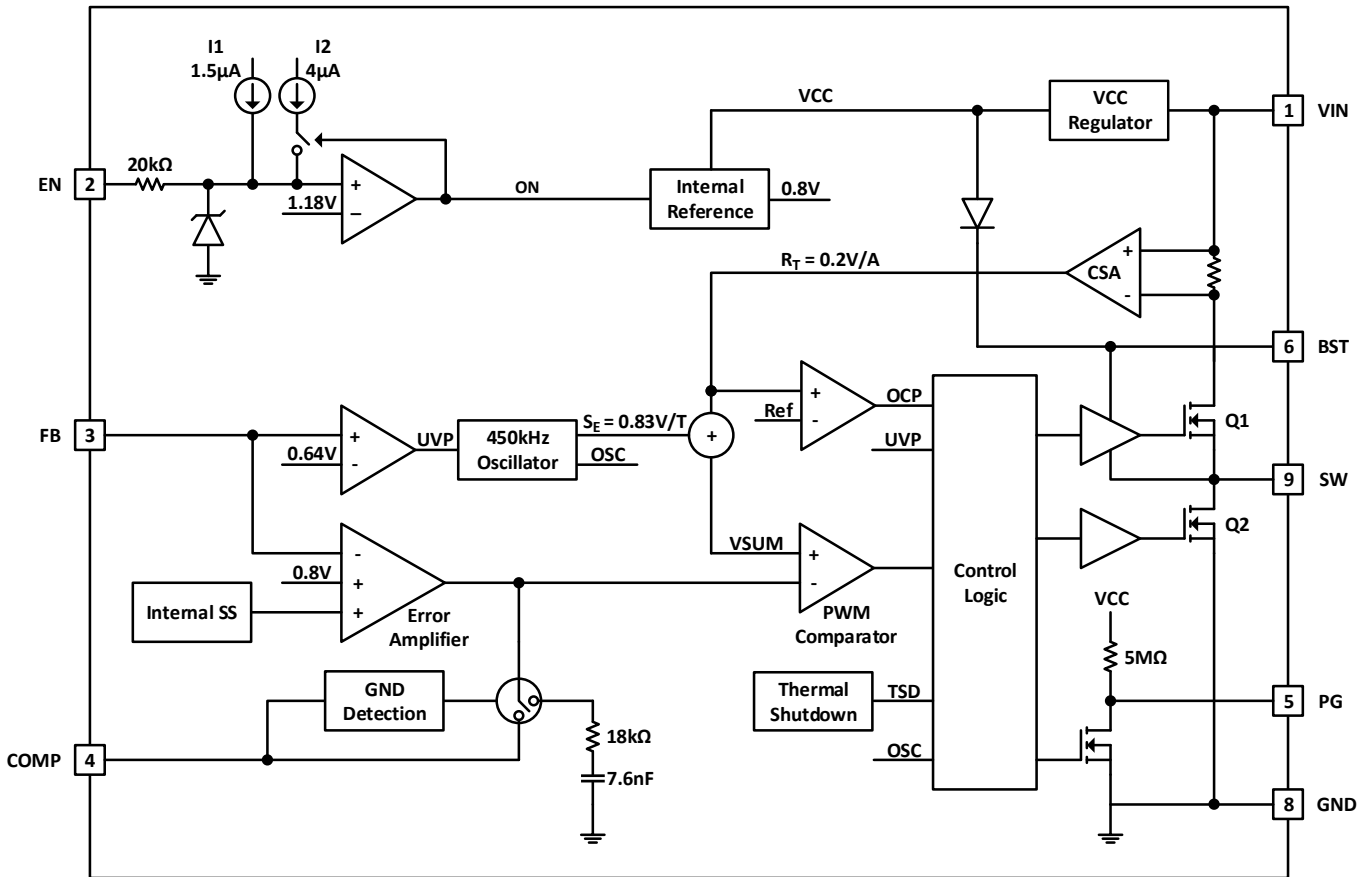 I1
1.5µA
I2
4µA
VCC
VCC
Regulator
1
VIN
20kΩ
EN
2
+
1.18V
–
ON
Internal
Reference
0.8V
R_T = 0.2V/A
+
CSA
-
6
BST
FB
3
+
0.64V
-
UVP
450kHz
Oscillator
S_E = 0.83V/T
OSC
+
+
Ref
-
OCP
UVP
Q1
9
SW
Q2
-
0.8V
+
Internal SS
+
Error
Amplifier
VSUM
+
-
PWM
Comparator
Control
Logic
VCC
5MΩ
GND
Detection
Thermal
Shutdown
TSD
5
PG
18kΩ
COMP
4
7.6nF
OSC
8
GND